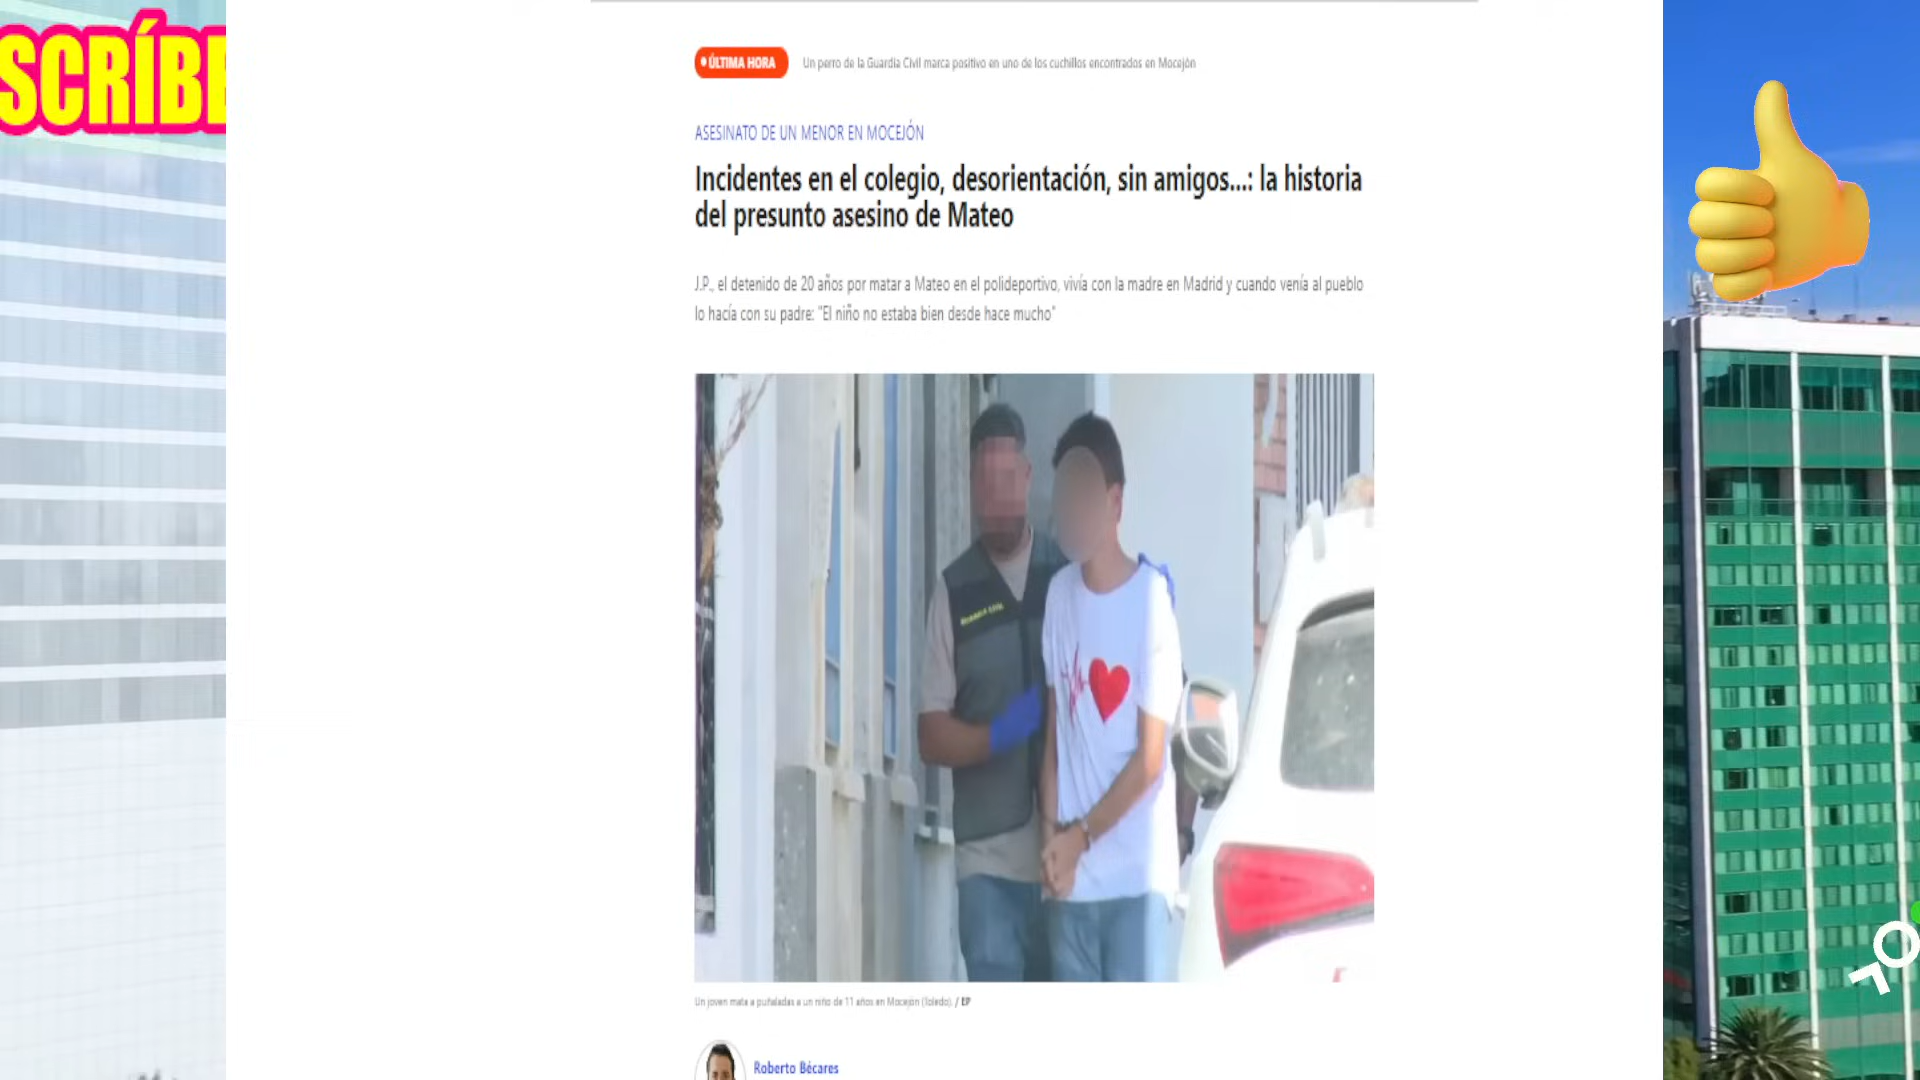 SCRÍBE
ÚLTIMA HORA Un perro de la Guardia Civil marca positivo en uno de los cuchillos encontrados en Mocejón
ASESINATO DE UN MENOR EN MOCEJÓN
Incidentes en el colegio, desorientación, sin amigos...: la historia
del presunto asesino de Mateo
J.P., el detenido de 20 años por matar a Mateo en el polideportivo, vivía con la madre en Madrid y cuando venía al pueblo
lo hacía con su padre: "El niño no estaba bien desde hace mucho"
GUARDIA CIVIL
Un joven mata a puñaladas a un niño de 11 años en Mocejón (Toledo). / EP
Roberto Bécares